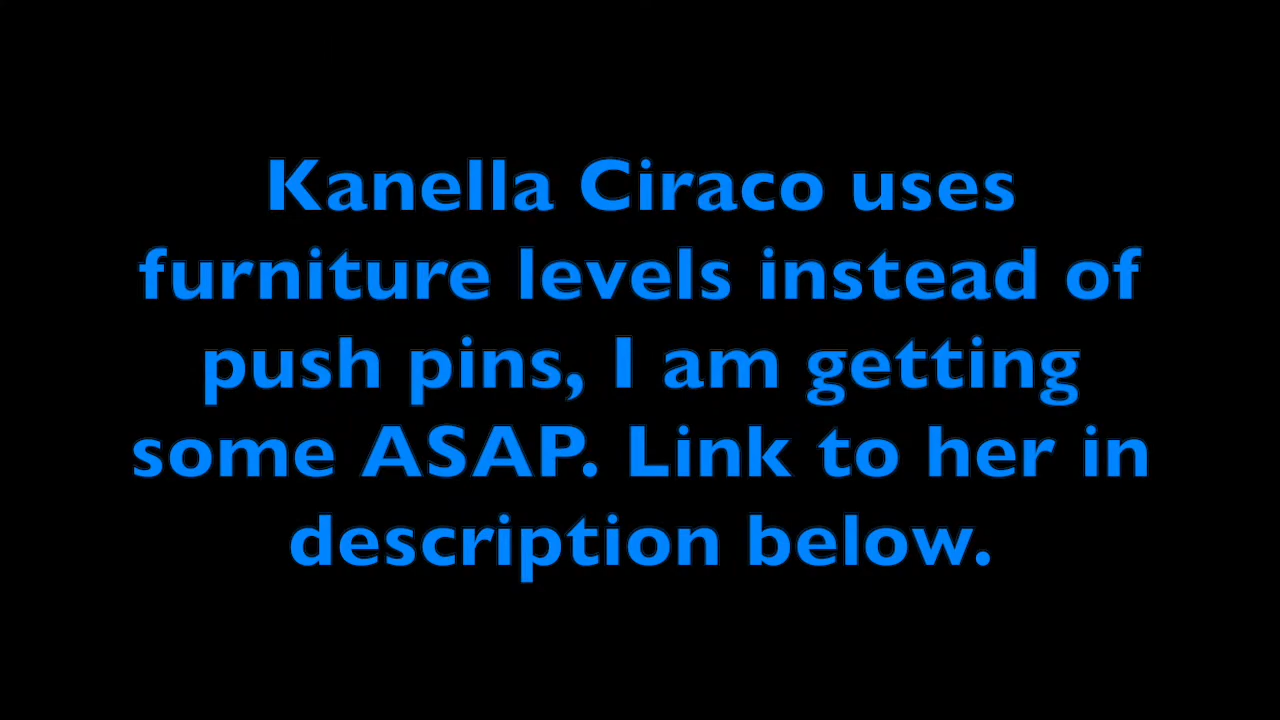 Kanella Ciraco uses
furniture levels instead of
push pins, I am getting
some ASAP. Link to her in
description below.